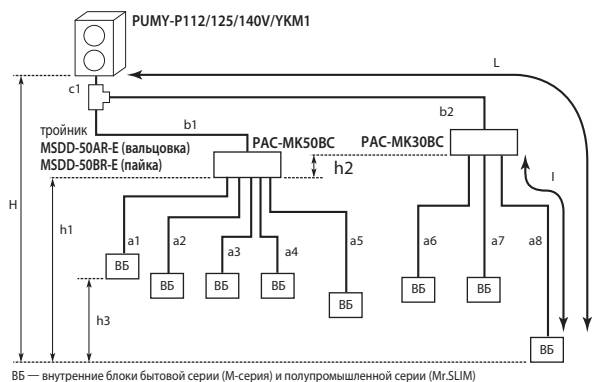 PUMY-P112/125/140V/YKM1
L
c1
b2
тройник
MSDD-50AR-E (вальцовка)
MSDD-50BR-E (пайка)
b1
PAC-MK50BC
PAC-MK30BC
h2
H
h1
l
a1
a2
a3
a4
a5
a6
a7
a8
ВБ
ВБ
ВБ
ВБ
ВБ
ВБ
ВБ
ВБ
h3
ВБ — внутренние блоки бытовой серии (М-серия) и полупромышленной серии (Mr.SLIM)